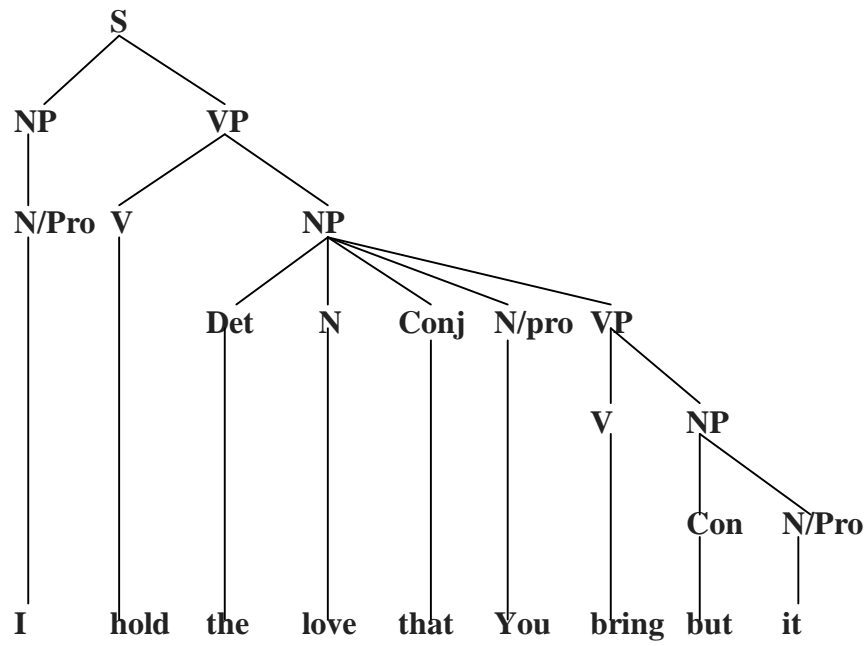 S
NP VP
N/Pro V NP
Det N Conj N/pro VP
V NP
Con N/Pro
I hold the love that You bring but it